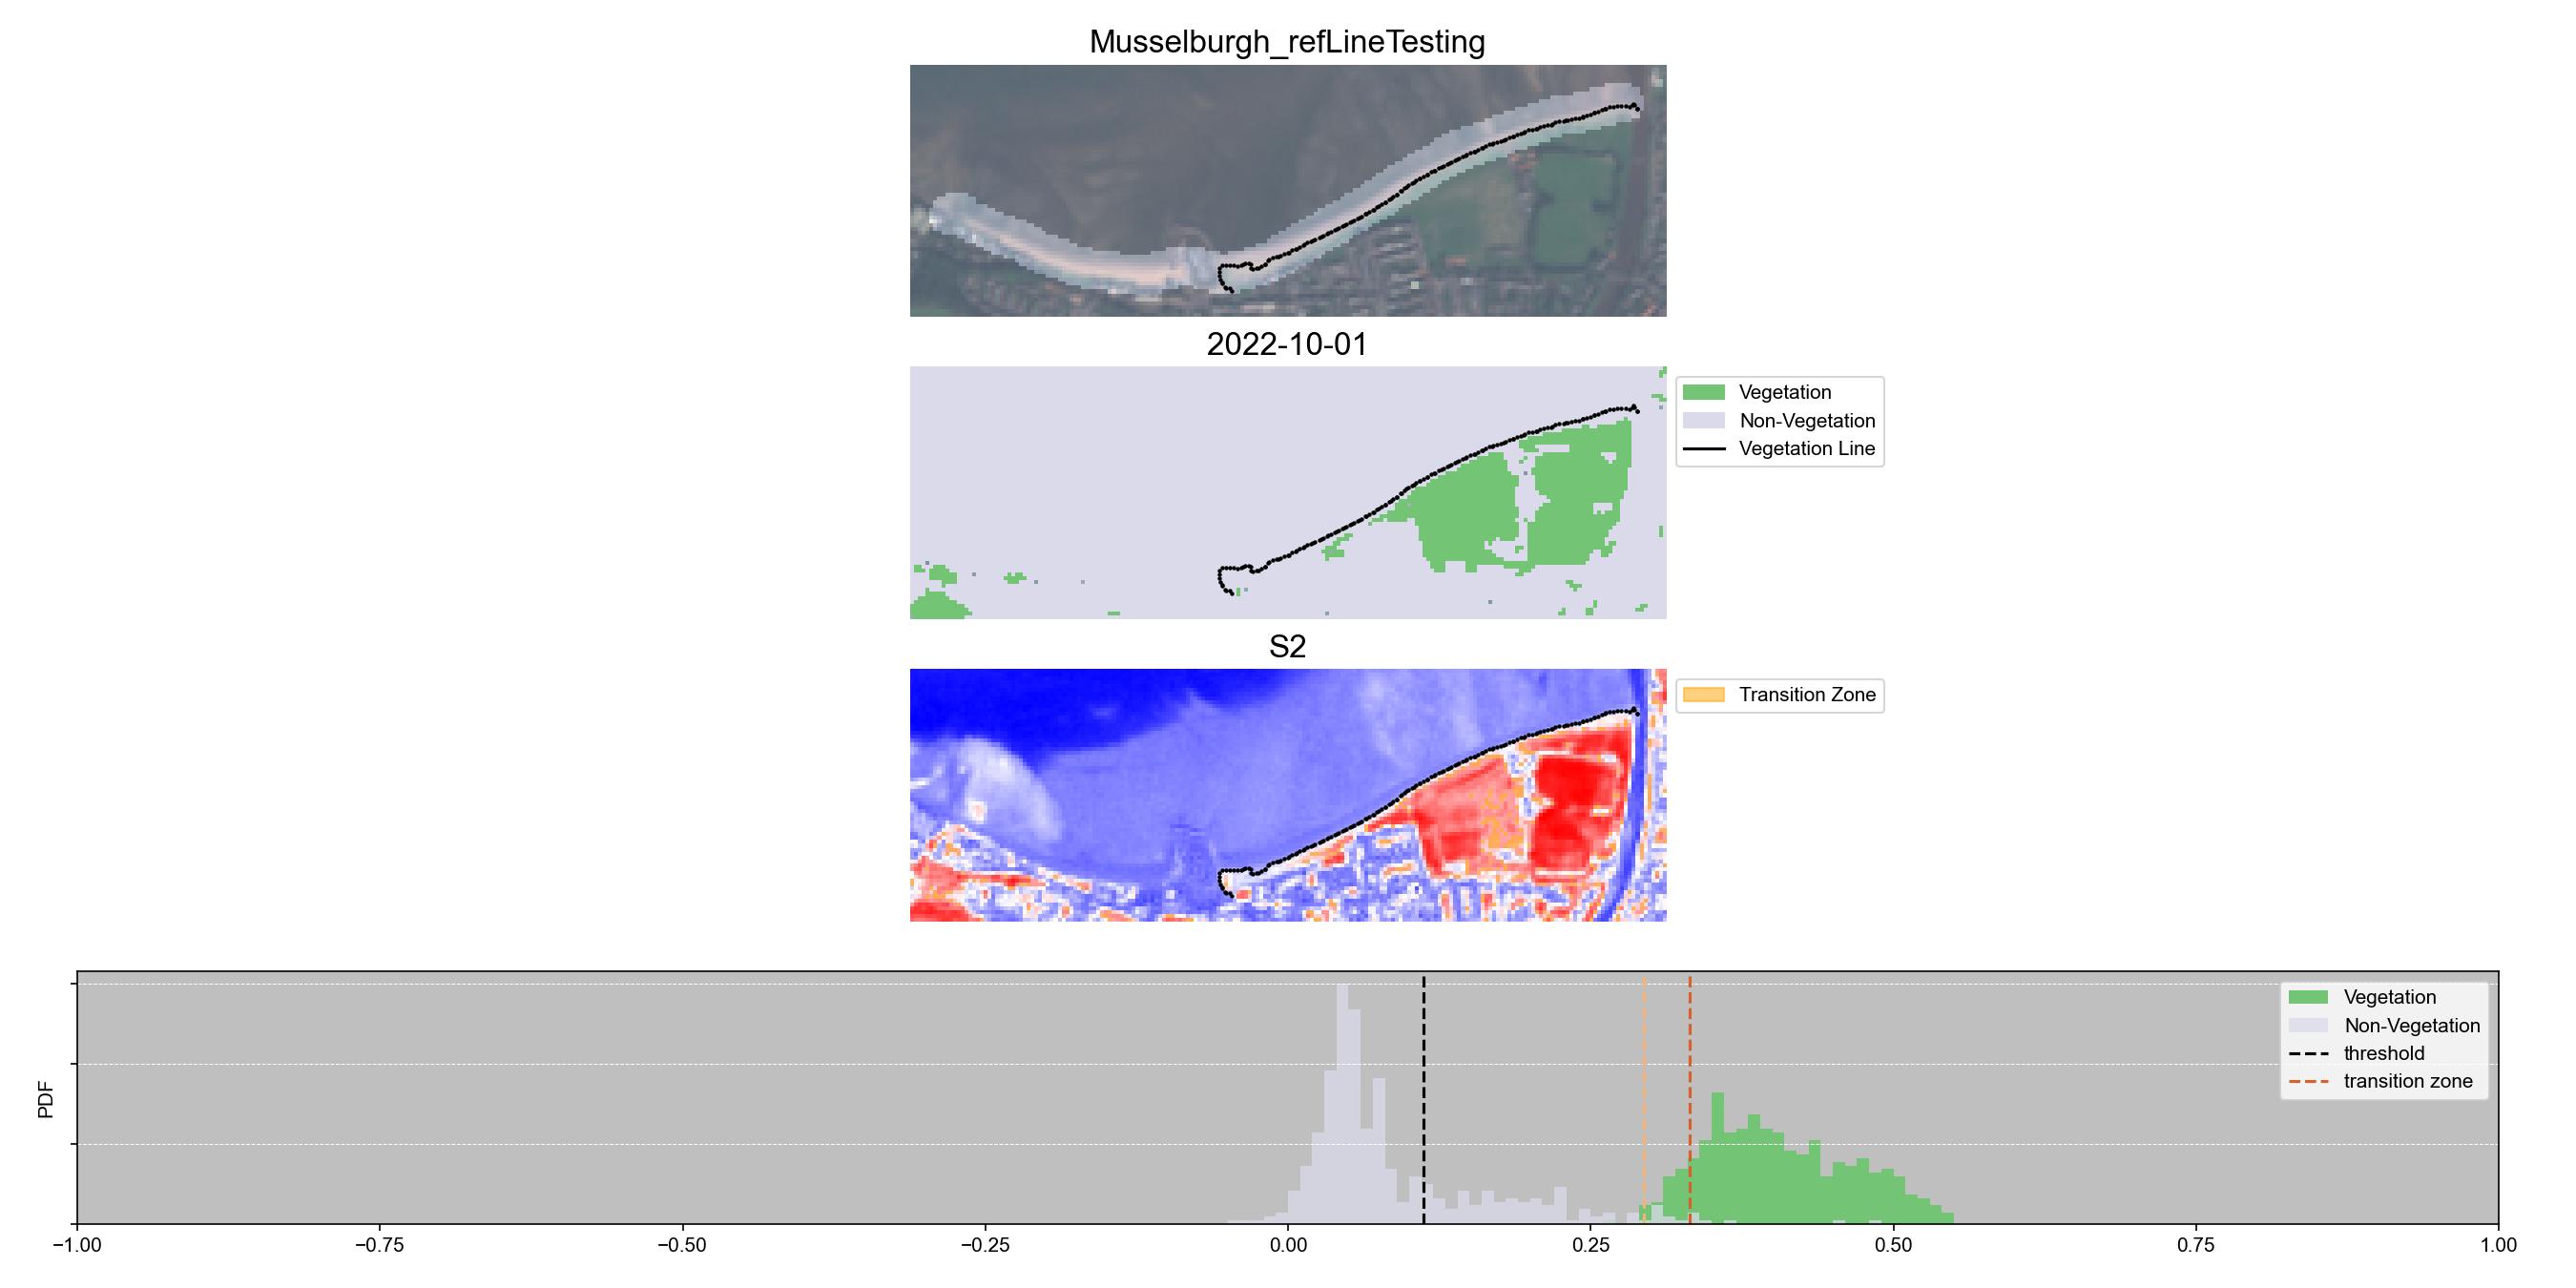 Musselburgh_refLineTesting
2022-10-01
Vegetation
Non-Vegetation
Vegetation Line
S2
Transition Zone
PDF
Vegetation
Non-Vegetation
threshold
transition zone
−1.00 −0.75 −0.50 −0.25 0.00 0.25 0.50 0.75 1.00